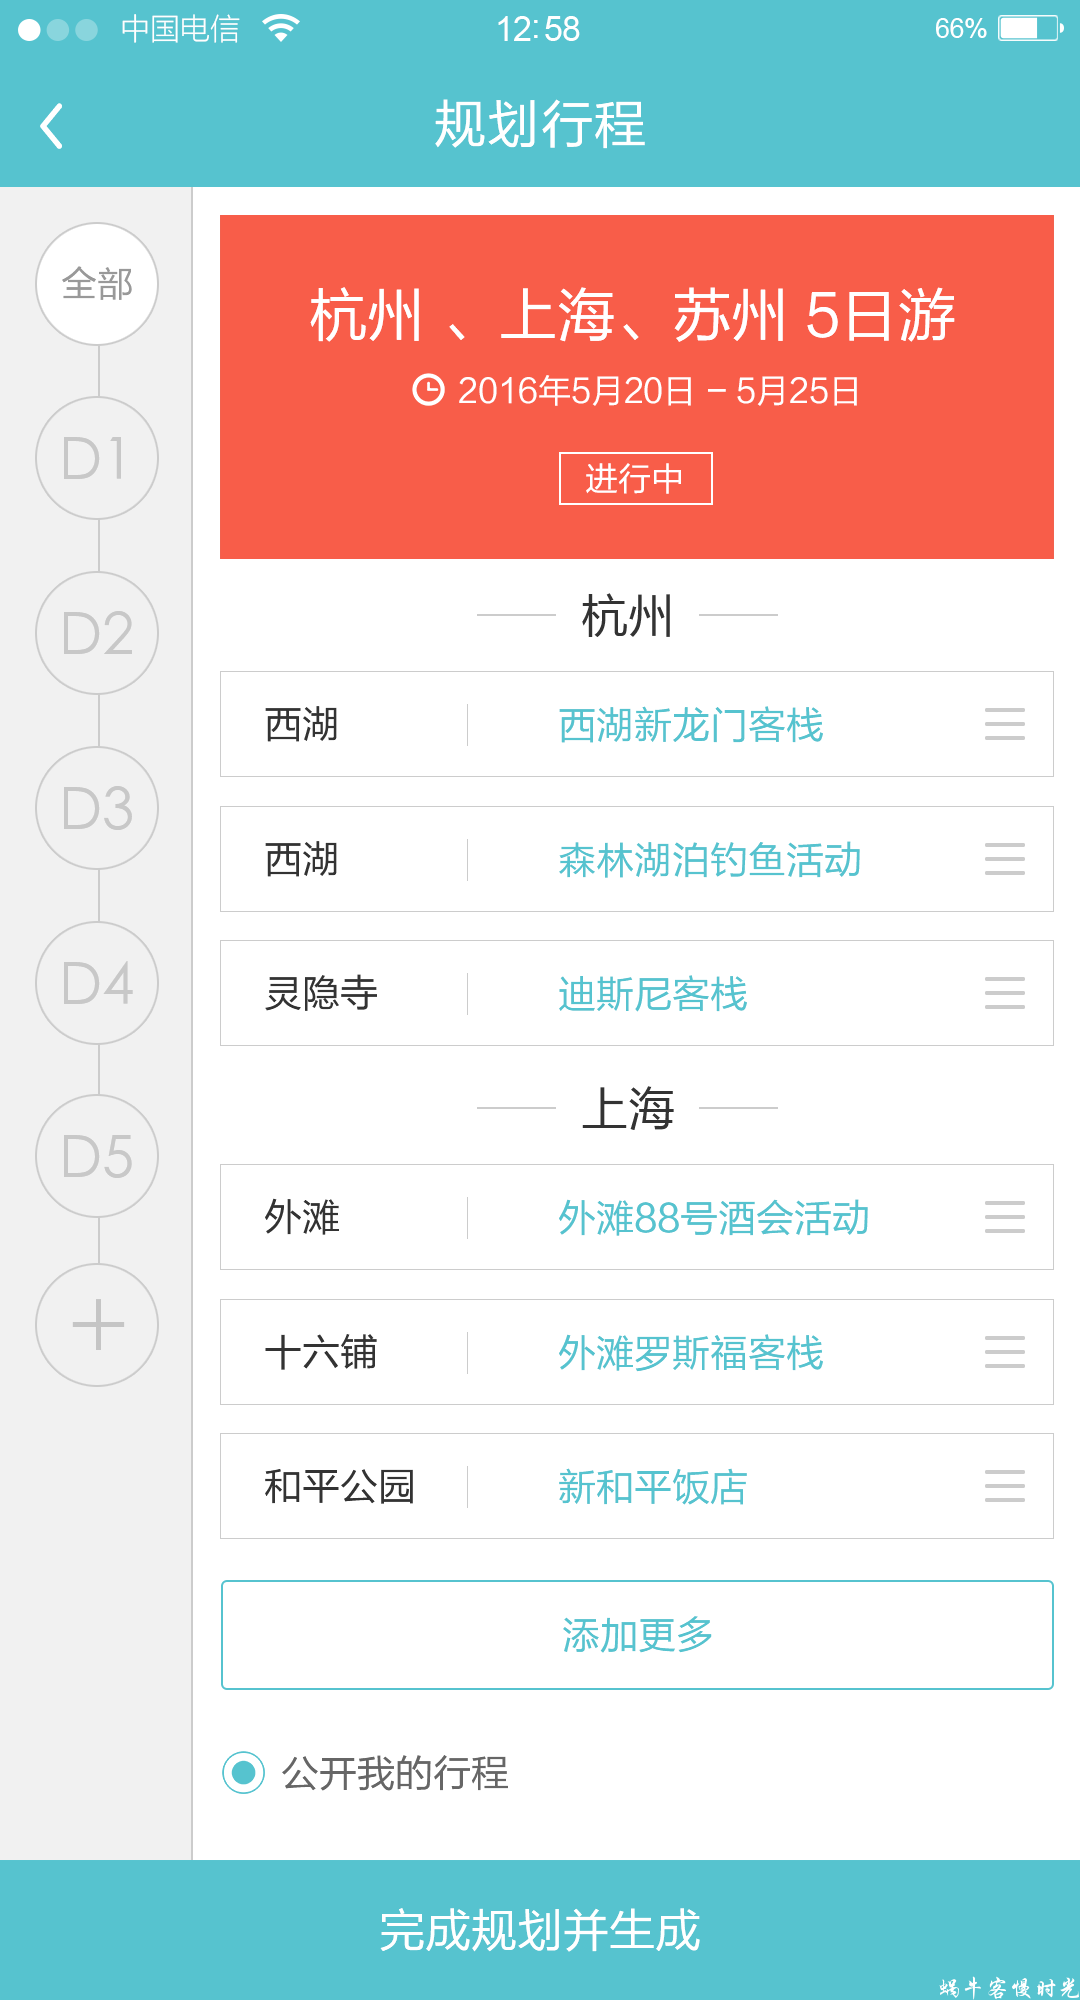 中国电信 12:58 66%
规划行程
全部
D1
D2
D3
D4
D5
杭州 、上海、苏州 5日游
2016年5月20日 – 5月25日
进行中
杭州
西湖 西湖新龙门客栈
西湖 森林湖泊钓鱼活动
灵隐寺 迪斯尼客栈
上海
外滩 外滩88号酒会活动
十六铺 外滩罗斯福客栈
和平公园 新和平饭店
添加更多
公开我的行程
完成规划并生成
蜗牛客慢时光